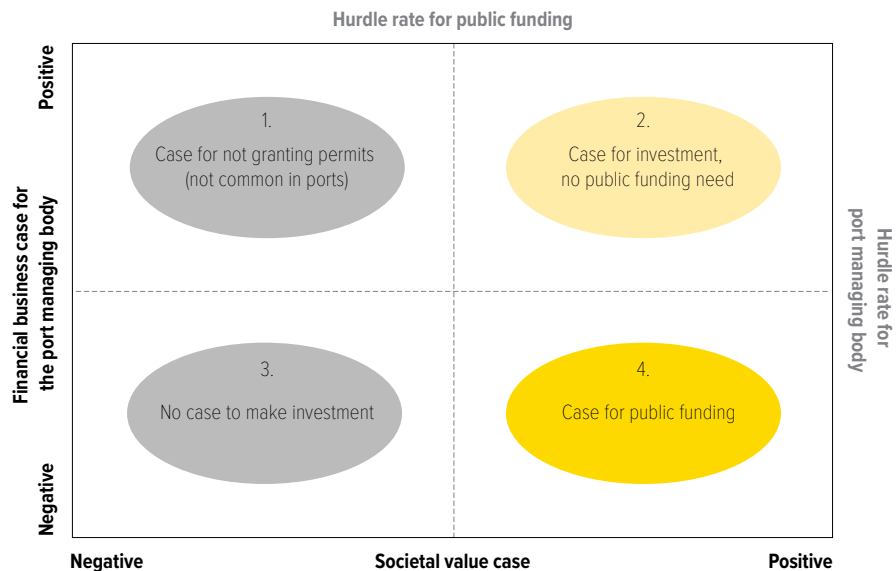 Hurdle rate for public funding
Positive
Financial business case for
the port managing body
Negative
1.
Case for not granting permits
(not common in ports)
2.
Case for investment,
no public funding need
3.
No case to make investment
4.
Case for public funding
Hurdle rate for
port managing body
Negative
Societal value case
Positive